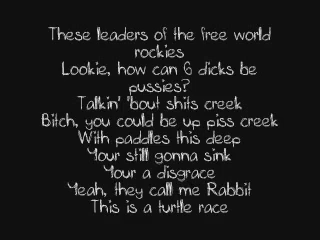 These leaders of the free world
rockies
Lookie, how can 6 dicks be
pussies?
Talkin' 'bout shits creek
Bitch, you could be up piss creek
With paddles this deep
Your still gonna sink
Your a disgrace
Yeah, they call me Rabbit
This is a turtle race